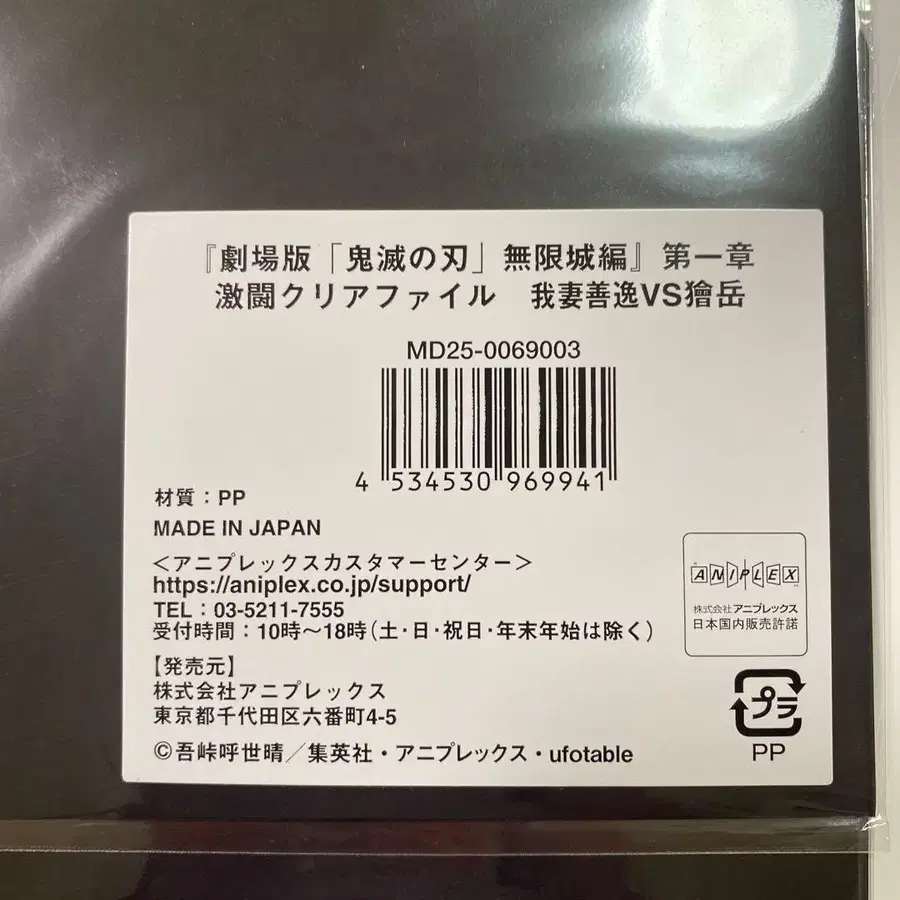 『劇場版「鬼滅の刃」無限城編』第一章
激闘クリアファイル 我妻善逸VS獪岳
MD25-0069003
4 534530 969941
材質：PP
MADE IN JAPAN
＜アニプレックスカスタマーセンター＞
https://aniplex.co.jp/support/
TEL：03-5211-7555
受付時間：10時～18時(土・日・祝日・年末年始は除く)
【発売元】
株式会社アニプレックス
東京都千代田区六番町4-5
©吾峠呼世晴／集英社・アニプレックス・ufotable
ANIPLEX
株式会社アニプレックス
日本国内販売許諾
プラ
PP